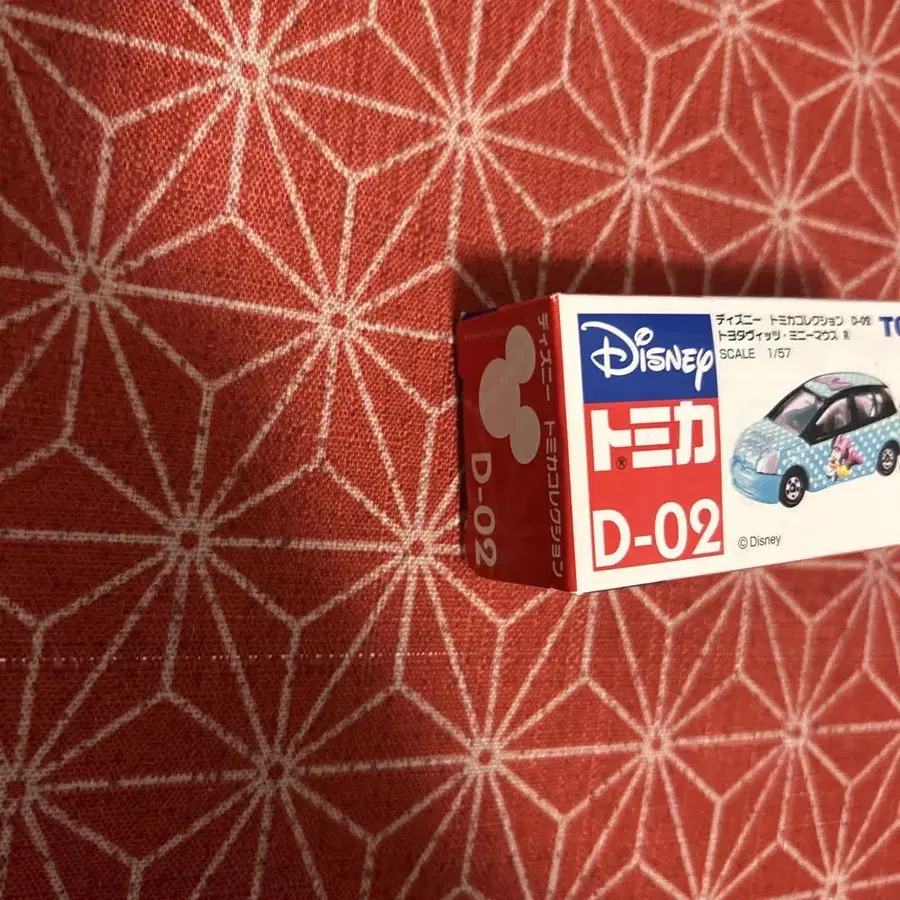 ディズニー トミカコレクション
D-02
DISNEY
トミカ
®
D-02
ディズニー トミカコレクション D-02
トヨタヴィッツ・ミニーマウス R
SCALE 1/57
© Disney